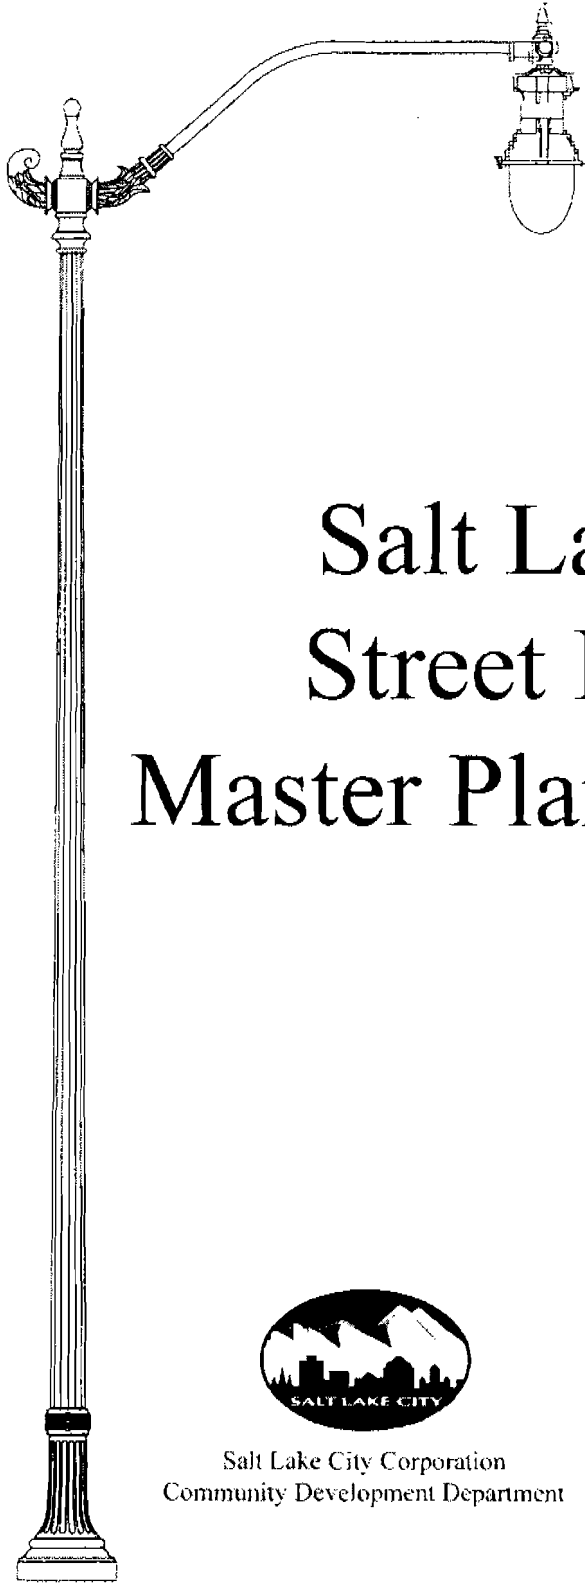 Salt La
Street
Master Pla
SALT LAKE CITY
Salt Lake City Corporation
Community Development Department